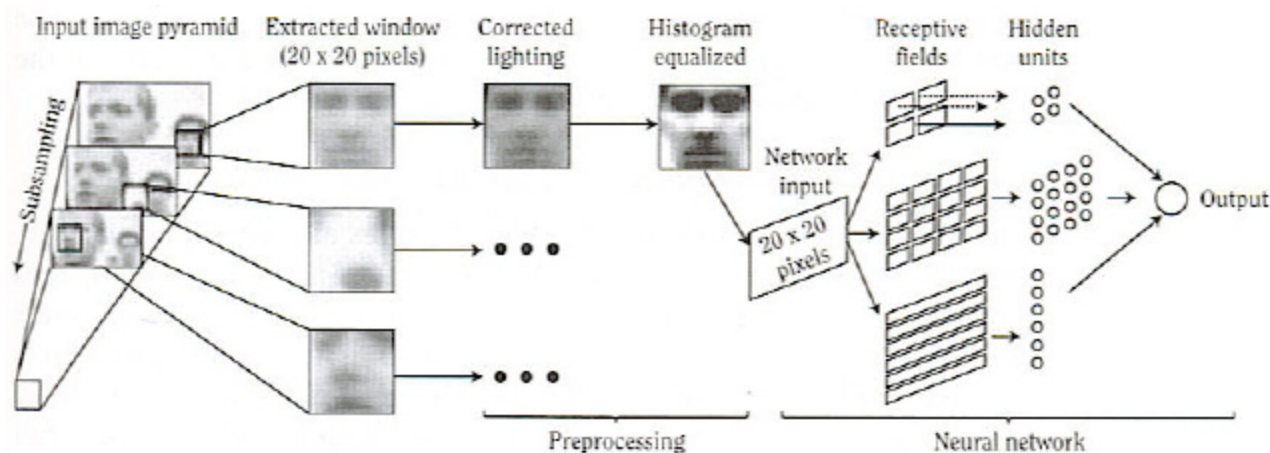 Input image pyramid
Extracted window
(20 x 20 pixels)
Corrected
lighting
Histogram
equalized
Receptive
fields
Hidden
units
Subsampling
Network
input
20 x 20
pixels
Output
Preprocessing
Neural network